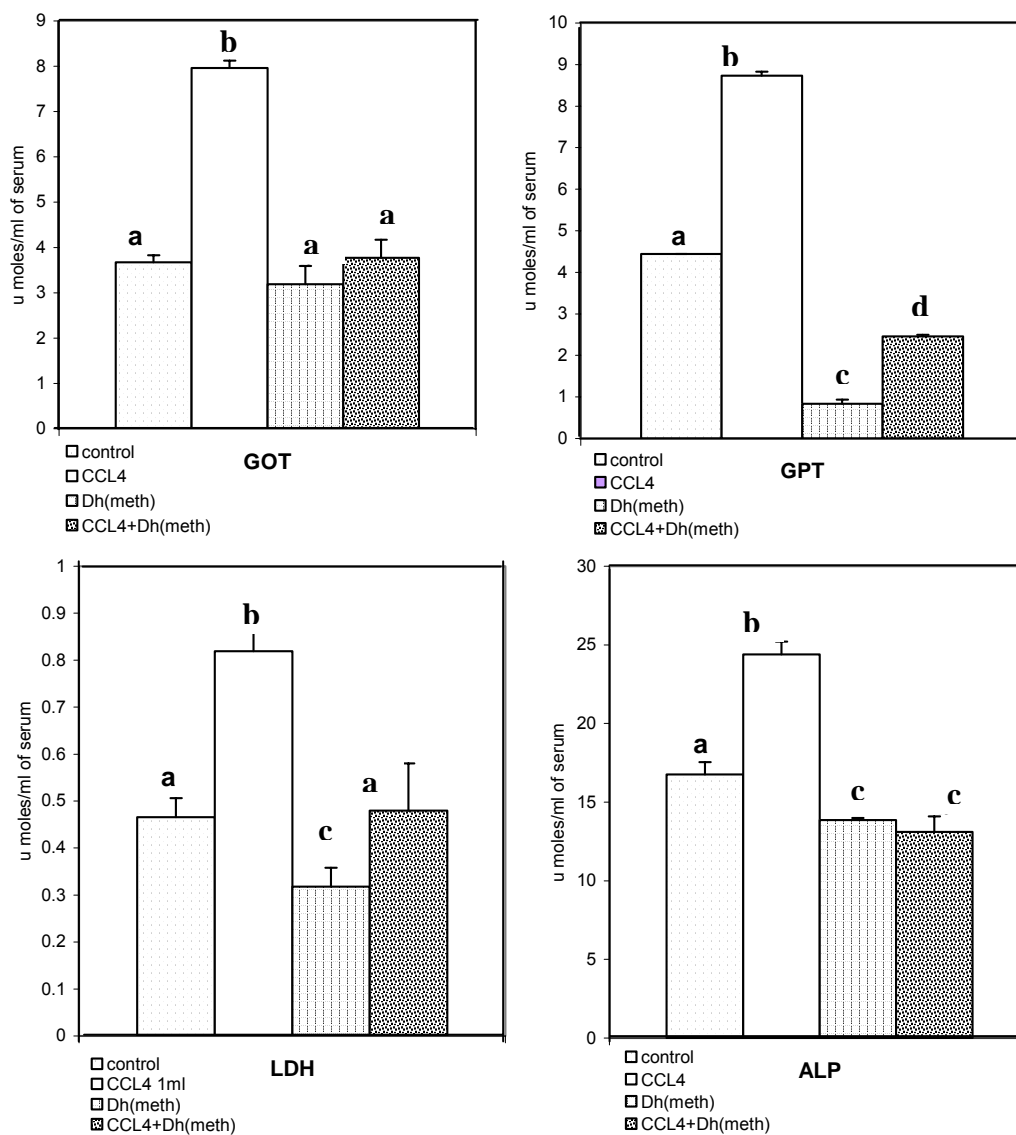 9
8
7
6
5
4
3
2
1
0
u moles/ml of serum
a
b
a
a
control
CCL4
Dh(meth)
CCL4+Dh(meth)
GOT
10
9
8
7
6
5
4
3
2
1
0
u moles/ml of serum
a
b
c
d
control
CCL4
Dh(meth)
CCL4+Dh(meth)
GPT
1
0.9
0.8
0.7
0.6
0.5
0.4
0.3
0.2
0.1
0
u moles/ml of serum
a
b
c
a
control
CCL4 1ml
Dh(meth)
CCL4+Dh(meth)
LDH
30
25
20
15
10
5
0
u moles/ml of serum
a
b
c
c
control
CCL4
Dh(meth)
CCL4+Dh(meth)
ALP